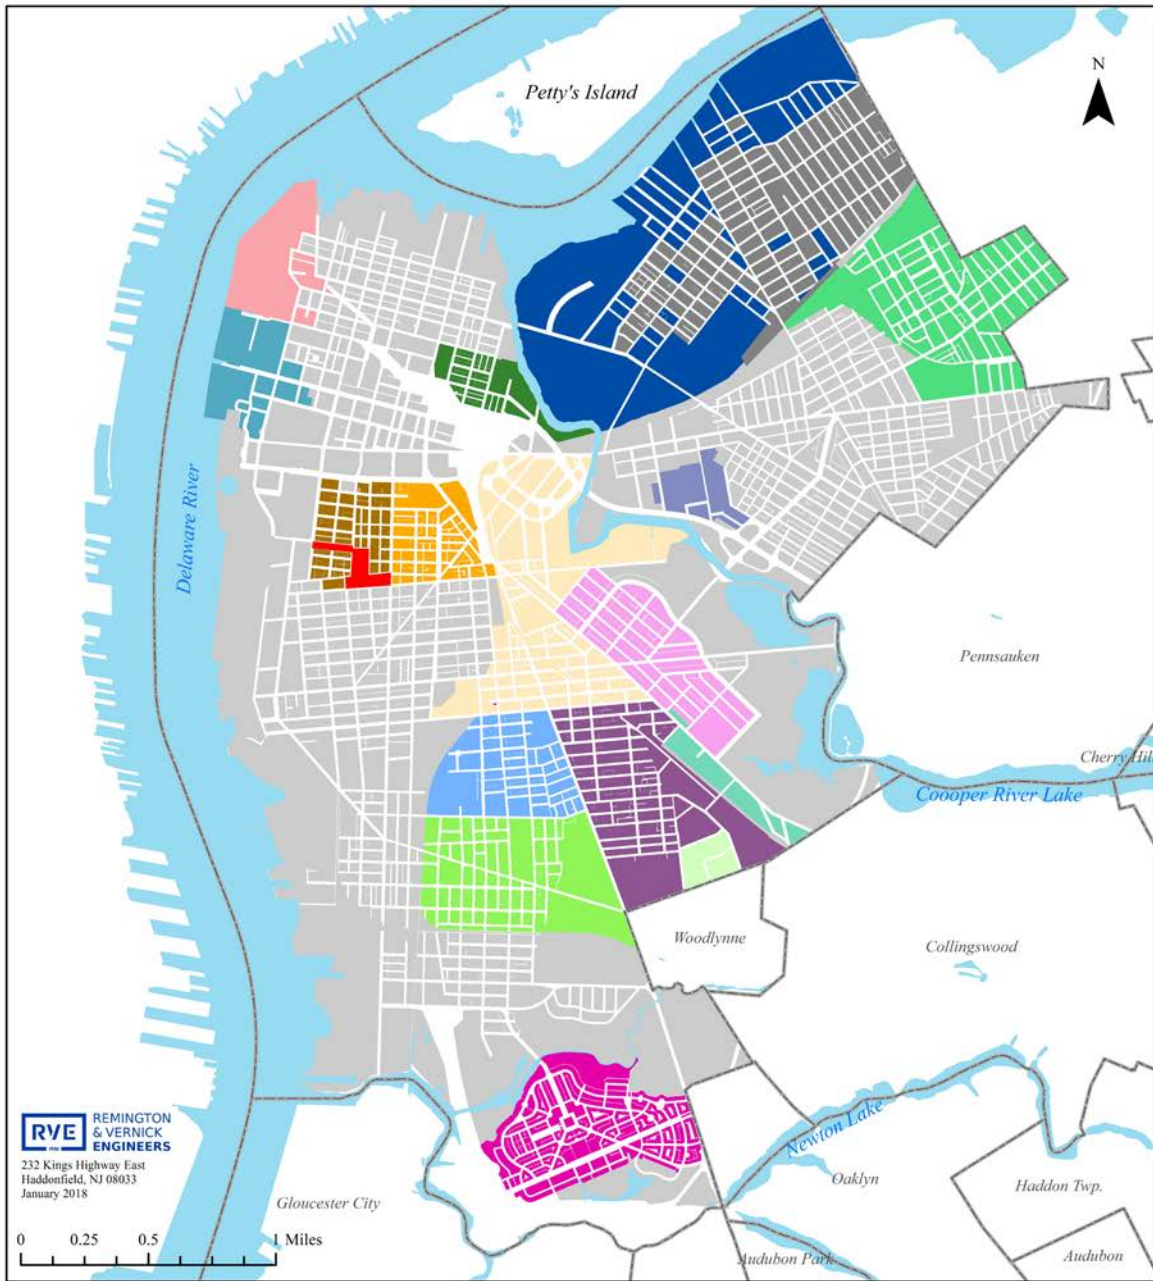 Petty's Island
N
Delaware River
Pennsauken
Cherry Hill
Coooper River Lake
Woodlynne
Collingswood
RVE
REMINGTON
& VERNICK
ENGINEERS
232 Kings Highway East
Haddonfield, NJ 08033
January 2018
Newton Lake
Oaklyn
Haddon Twp.
Gloucester City
0 0.25 0.5 1 Miles
Audubon Park
Audubon